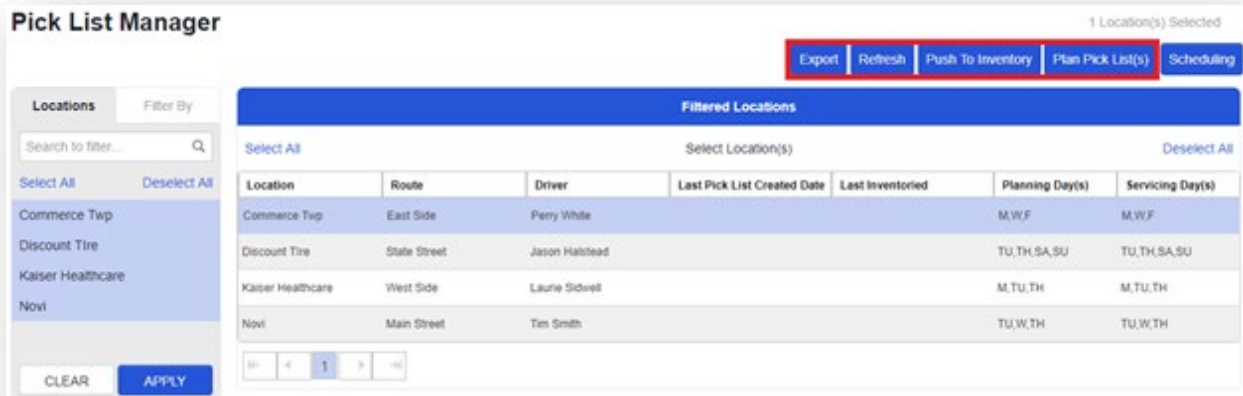 Pick List Manager
1 Location(s) Selected
Export Refresh Push To Inventory Plan Pick List(s) Scheduling
Locations Filter By
Search to filter...
Select All Deselect All
Commerce Twp
Discount Tire
Kaiser Healthcare
Novi
CLEAR APPLY
Filtered Locations
Select All Select Location(s) Deselect All
Location Route Driver Last Pick List Created Date Last Inventoried Planning Day(s) Servicing Day(s)
Commerce Twp East Side Perry White M,W,F M,W,F
Discount Tire State Street Jason Halstead TU,TH,SA,SU TU,TH,SA,SU
Kaiser Healthcare West Side Laurie Sidwell M,TU,TH M,TU,TH
Novi Main Street Tim Smith TU,W,TH TU,W,TH
1